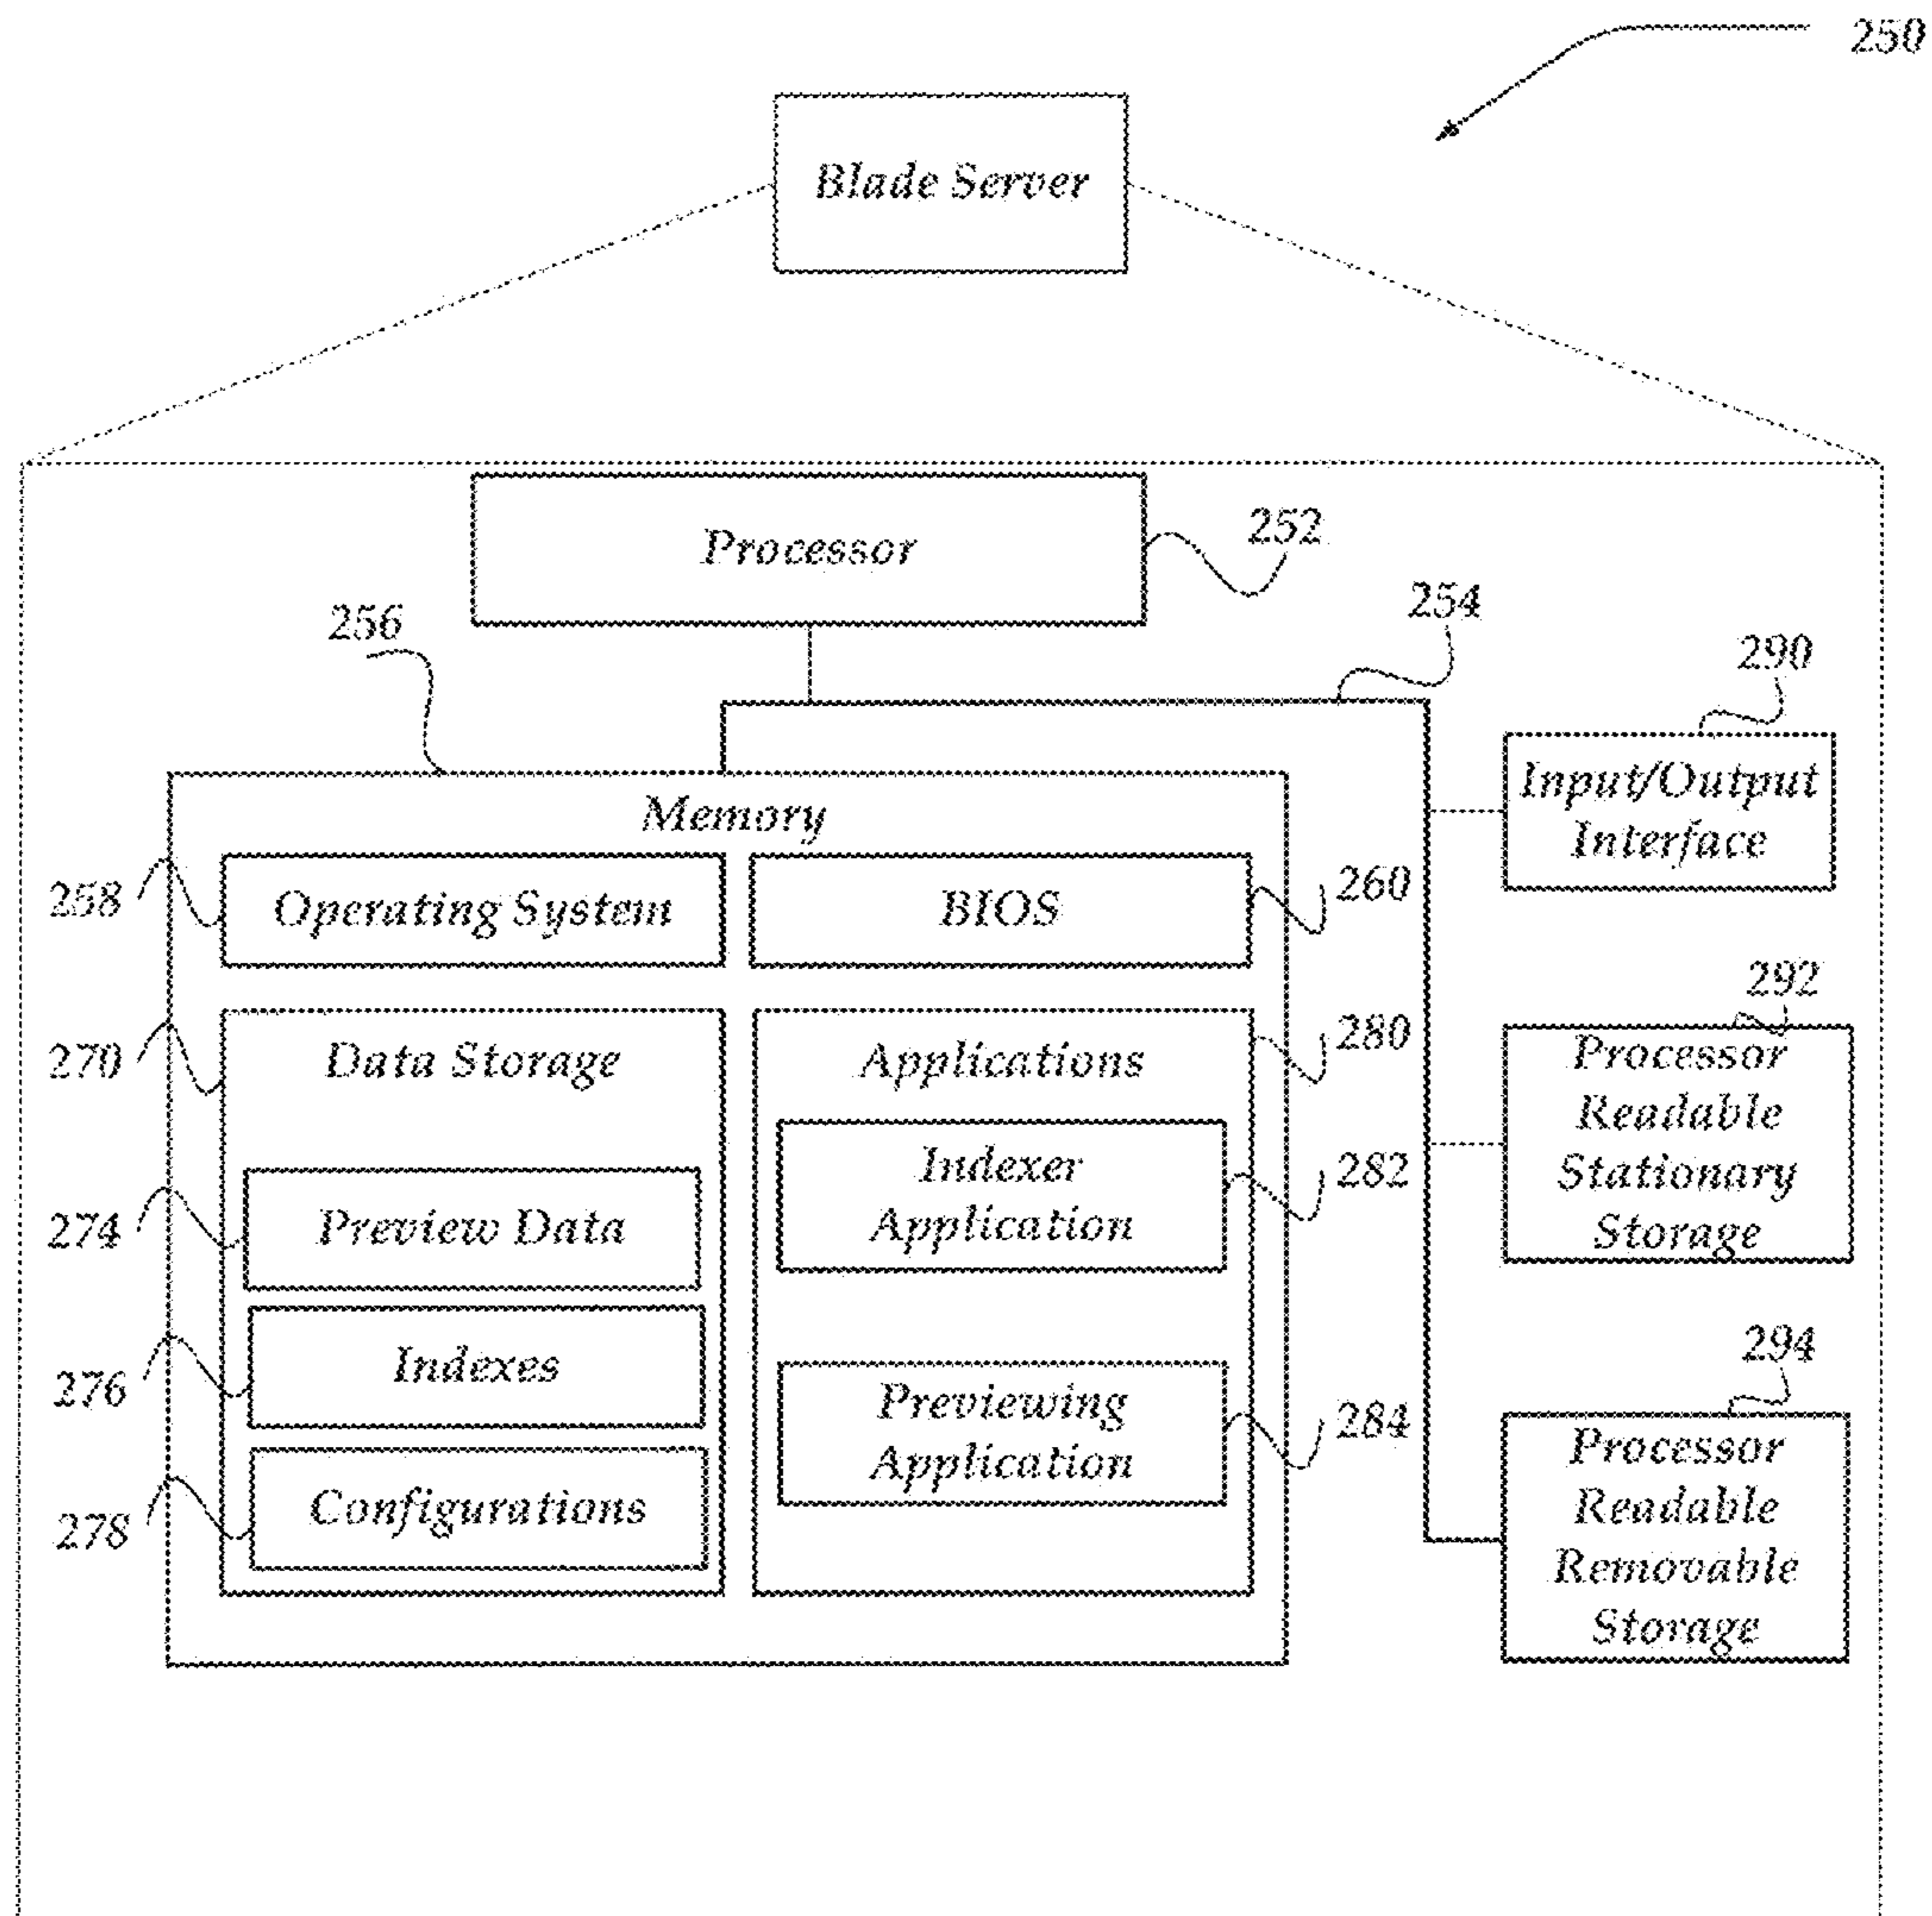 250
Blade Server
Processor
252
256
254
290
Memory
Input/Output
Interface
258
Operating System
BIOS
260
292
270
Data Storage
Applications
280
Processor
Readable
Stationary
Storage
Indexer
Application
282
274
Preview Data
276
Indexes
Previewing
Application
284
294
278
Configurations
Processor
Readable
Removable
Storage